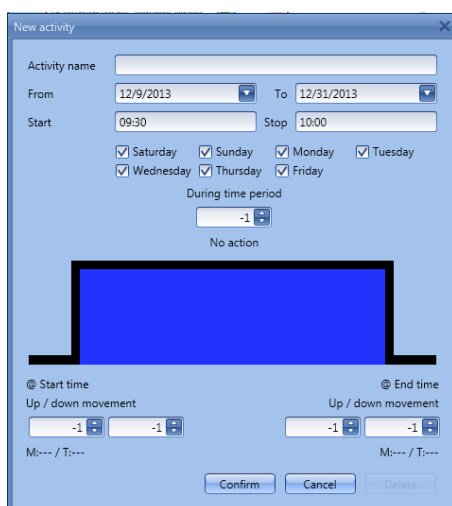 New activity
Activity name
From 12/9/2013 To 12/31/2013
Start 09:30 Stop 10:00
Saturday Sunday Monday Tuesday
Wednesday Thursday Friday
During time period
-1
No action
@ Start time @ End time
Up / down movement Up / down movement
-1 -1 -1 -1
M:--- / T:--- M:--- / T:---
Confirm Cancel Delete